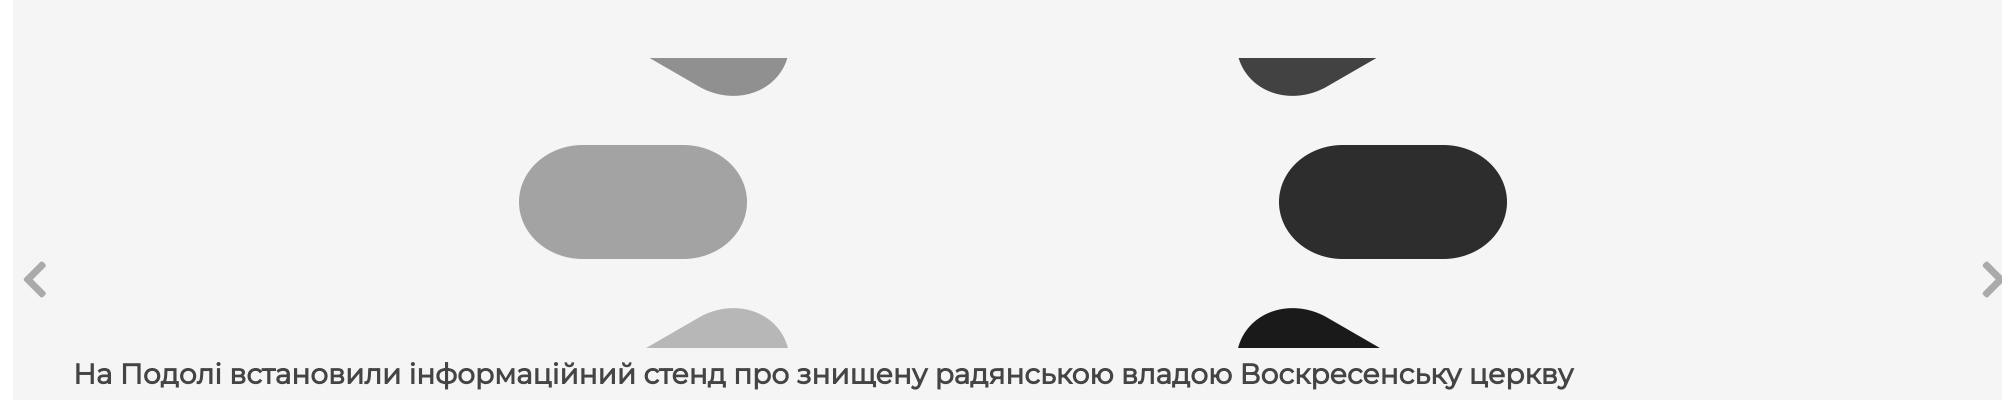 На Подолі встановили інформаційний стенд про знищену радянською владою Воскресенську церкву